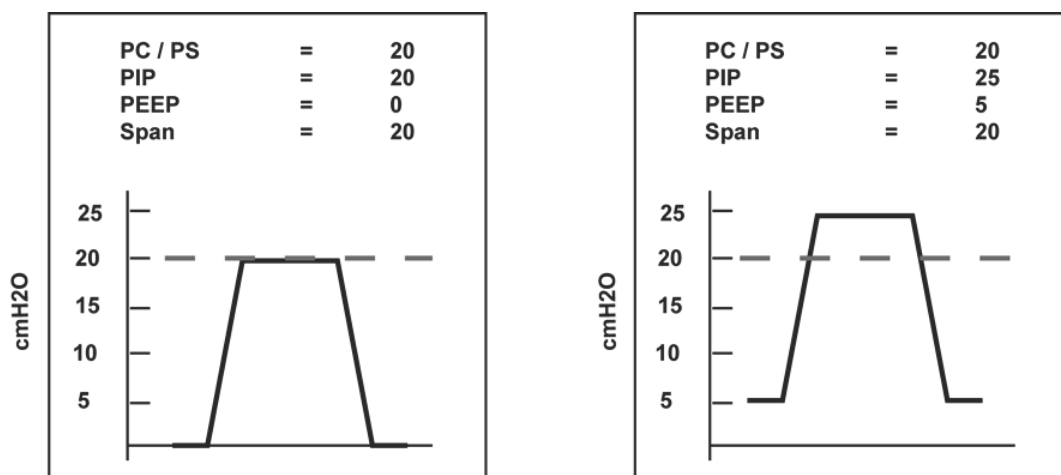 PC / PS = 20
PIP = 20
PEEP = 0
Span = 20
25
20
15
10
5
cmH2O
PC / PS = 20
PIP = 25
PEEP = 5
Span = 20
25
20
15
10
5
cmH2O